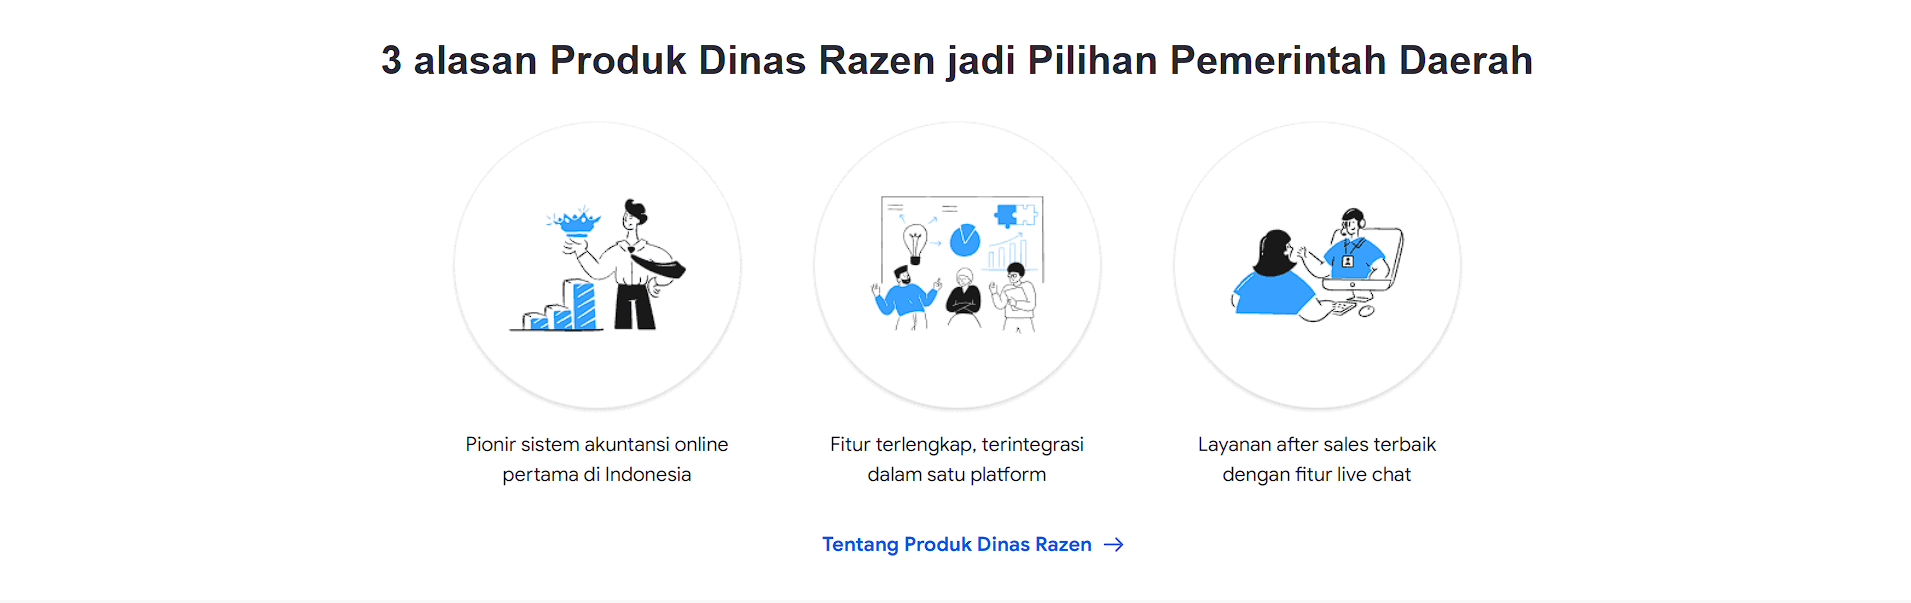 3 alasan Produk Dinas Razen jadi Pilihan Pemerintah Daerah
Pionir sistem akuntansi online
pertama di Indonesia
Fitur terlengkap, terintegrasi
dalam satu platform
Layanan after sales terbaik
dengan fitur live chat
Tentang Produk Dinas Razen →